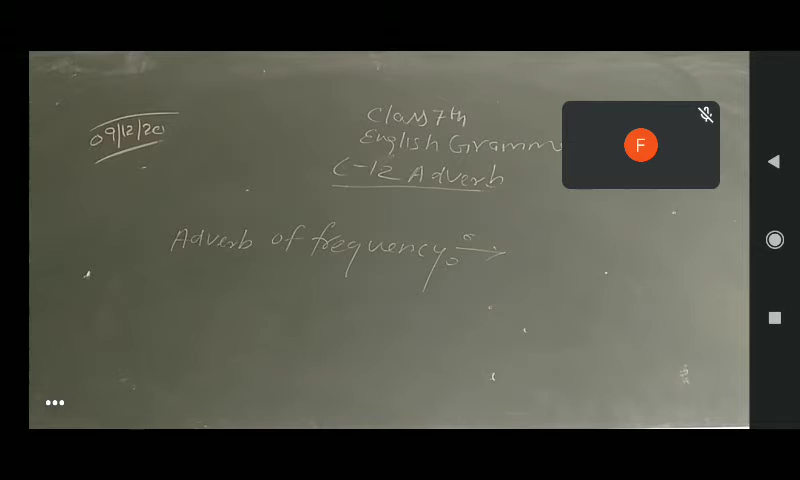 09/12/20
Class 7th
English Gramm
C-12 Adverb
F
Adverb of frequency :→